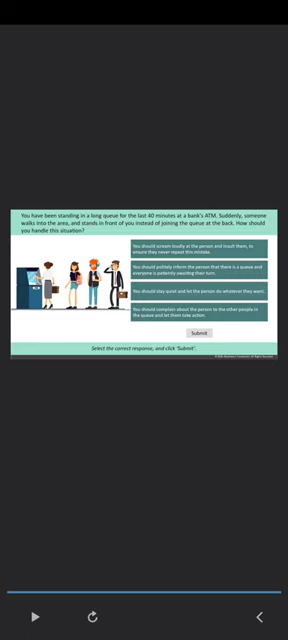 You have been standing in a long queue for the last 40 minutes at a bank's ATM. Suddenly, someone
walks into the area, and stands in front of you instead of joining the queue at the back. How should
you handle this situation?
You should scream loudly at the person and insult them, to
ensure they never repeat this mistake.
You should politely inform the person that there is a queue and
everyone is patiently awaiting their turn.
You should stay quiet and let the person do whatever they want.
You should complain about the person to the other people in
the queue and let them take action.
Submit
Select the correct response, and click 'Submit'.
All Rights Reserved